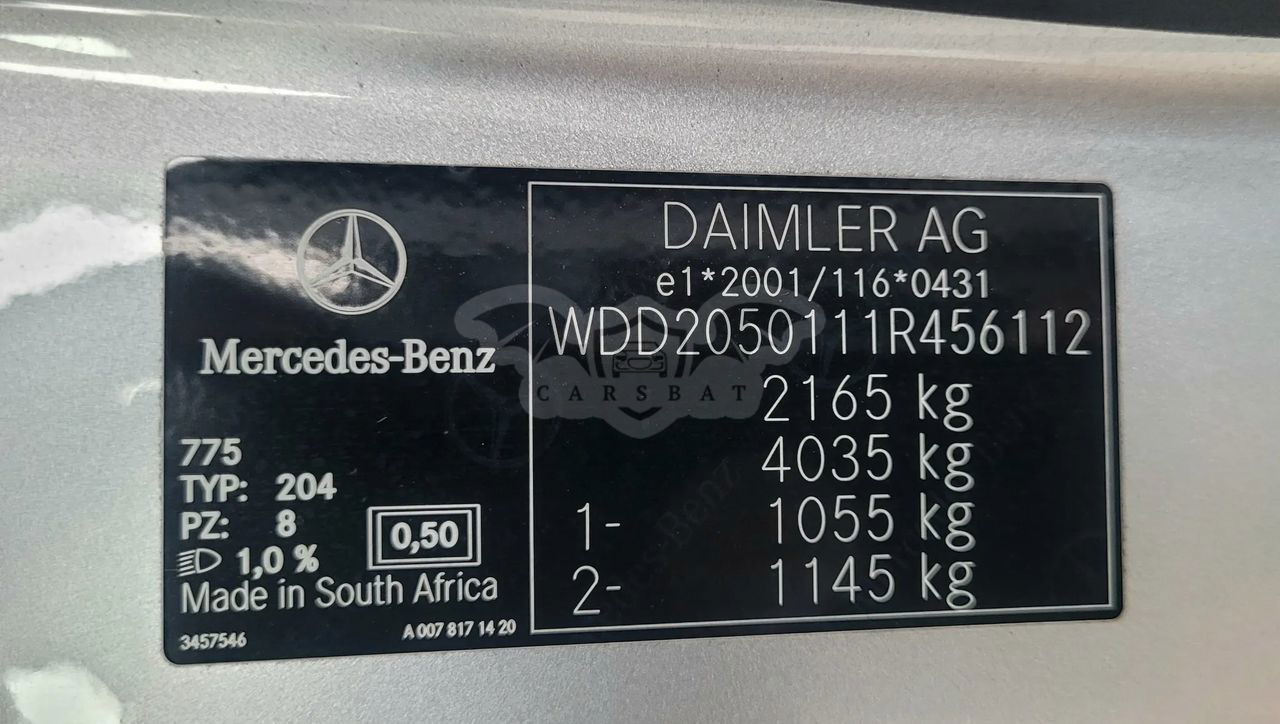 Mercedes-Benz
775
TYP: 204
PZ: 8
1,0 %
0,50
Made in South Africa
3457546
A 007 817 14 20
DAIMLER AG
e1*2001/116*0431
WDD2050111R456112
CARSBAT
2165 kg
4035 kg
1- 1055 kg
2- 1145 kg